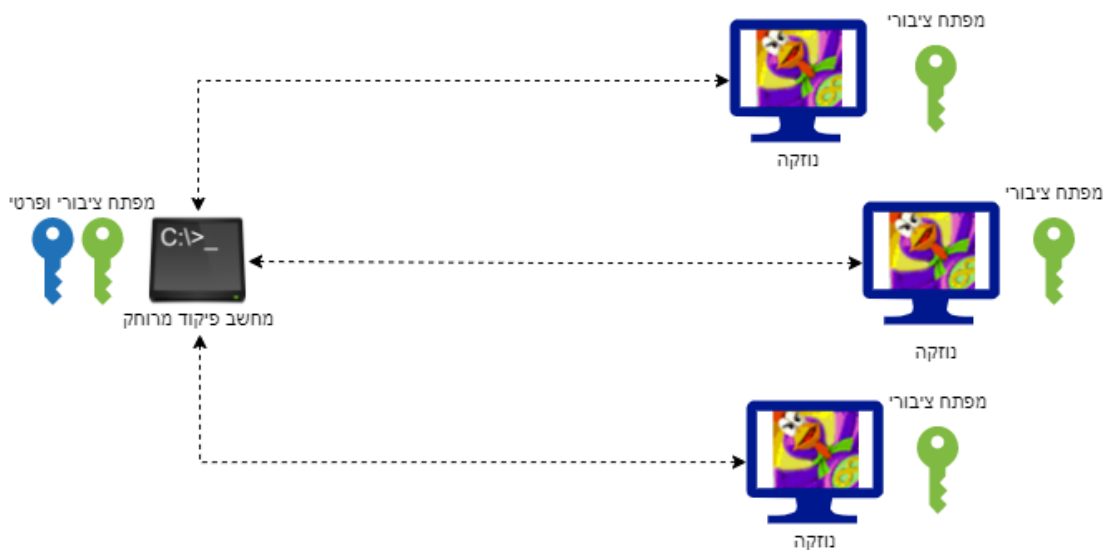 מפתח ציבורי
נוזקה
מפתח ציבורי ופרטי
C:\>_
מחשב פיקוד מרוחק
מפתח ציבורי
נוזקה
מפתח ציבורי
נוזקה